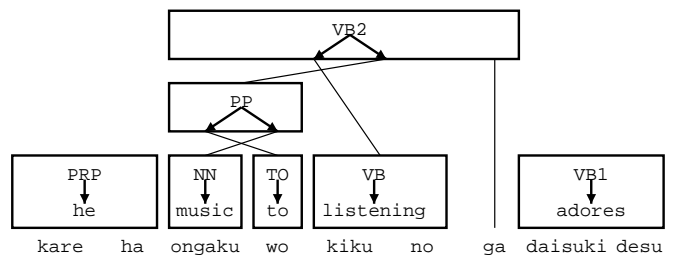 VB2
PP
PRP NN TO VB VB1
he music to listening adores
kare ha ongaku wo kiku no ga daisuki desu